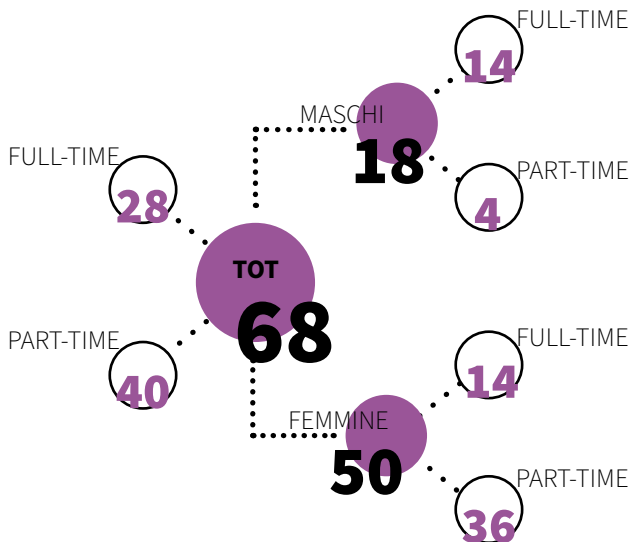 FULL-TIME
14
MASCHI
18
PART-TIME
4
FULL-TIME
28
TOT
68
PART-TIME
40
FULL-TIME
14
FEMMINE
50
PART-TIME
36